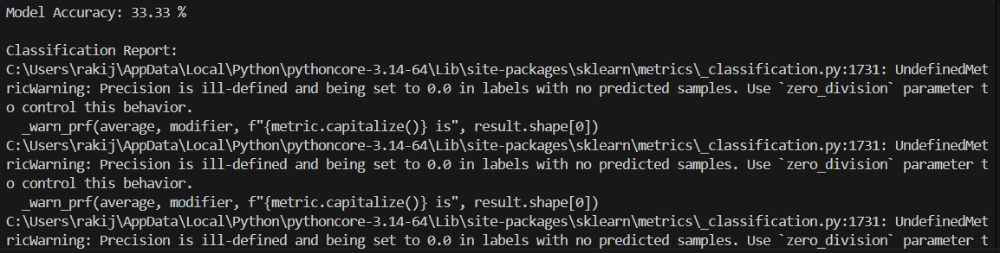 Model Accuracy: 33.33 %
Classification Report:
C:\Users\rakij\AppData\Local\Python\pythoncore-3.14-64\Lib\site-packages\sklearn\metrics\_classification.py:1731: UndefinedMet
ricWarning: Precision is ill-defined and being set to 0.0 in labels with no predicted samples. Use `zero_division` parameter t
o control this behavior.
  _warn_prf(average, modifier, f"{metric.capitalize()} is", result.shape[0])
C:\Users\rakij\AppData\Local\Python\pythoncore-3.14-64\Lib\site-packages\sklearn\metrics\_classification.py:1731: UndefinedMet
ricWarning: Precision is ill-defined and being set to 0.0 in labels with no predicted samples. Use `zero_division` parameter t
o control this behavior.
  _warn_prf(average, modifier, f"{metric.capitalize()} is", result.shape[0])
C:\Users\rakij\AppData\Local\Python\pythoncore-3.14-64\Lib\site-packages\sklearn\metrics\_classification.py:1731: UndefinedMet
ricWarning: Precision is ill-defined and being set to 0.0 in labels with no predicted samples. Use `zero_division` parameter t